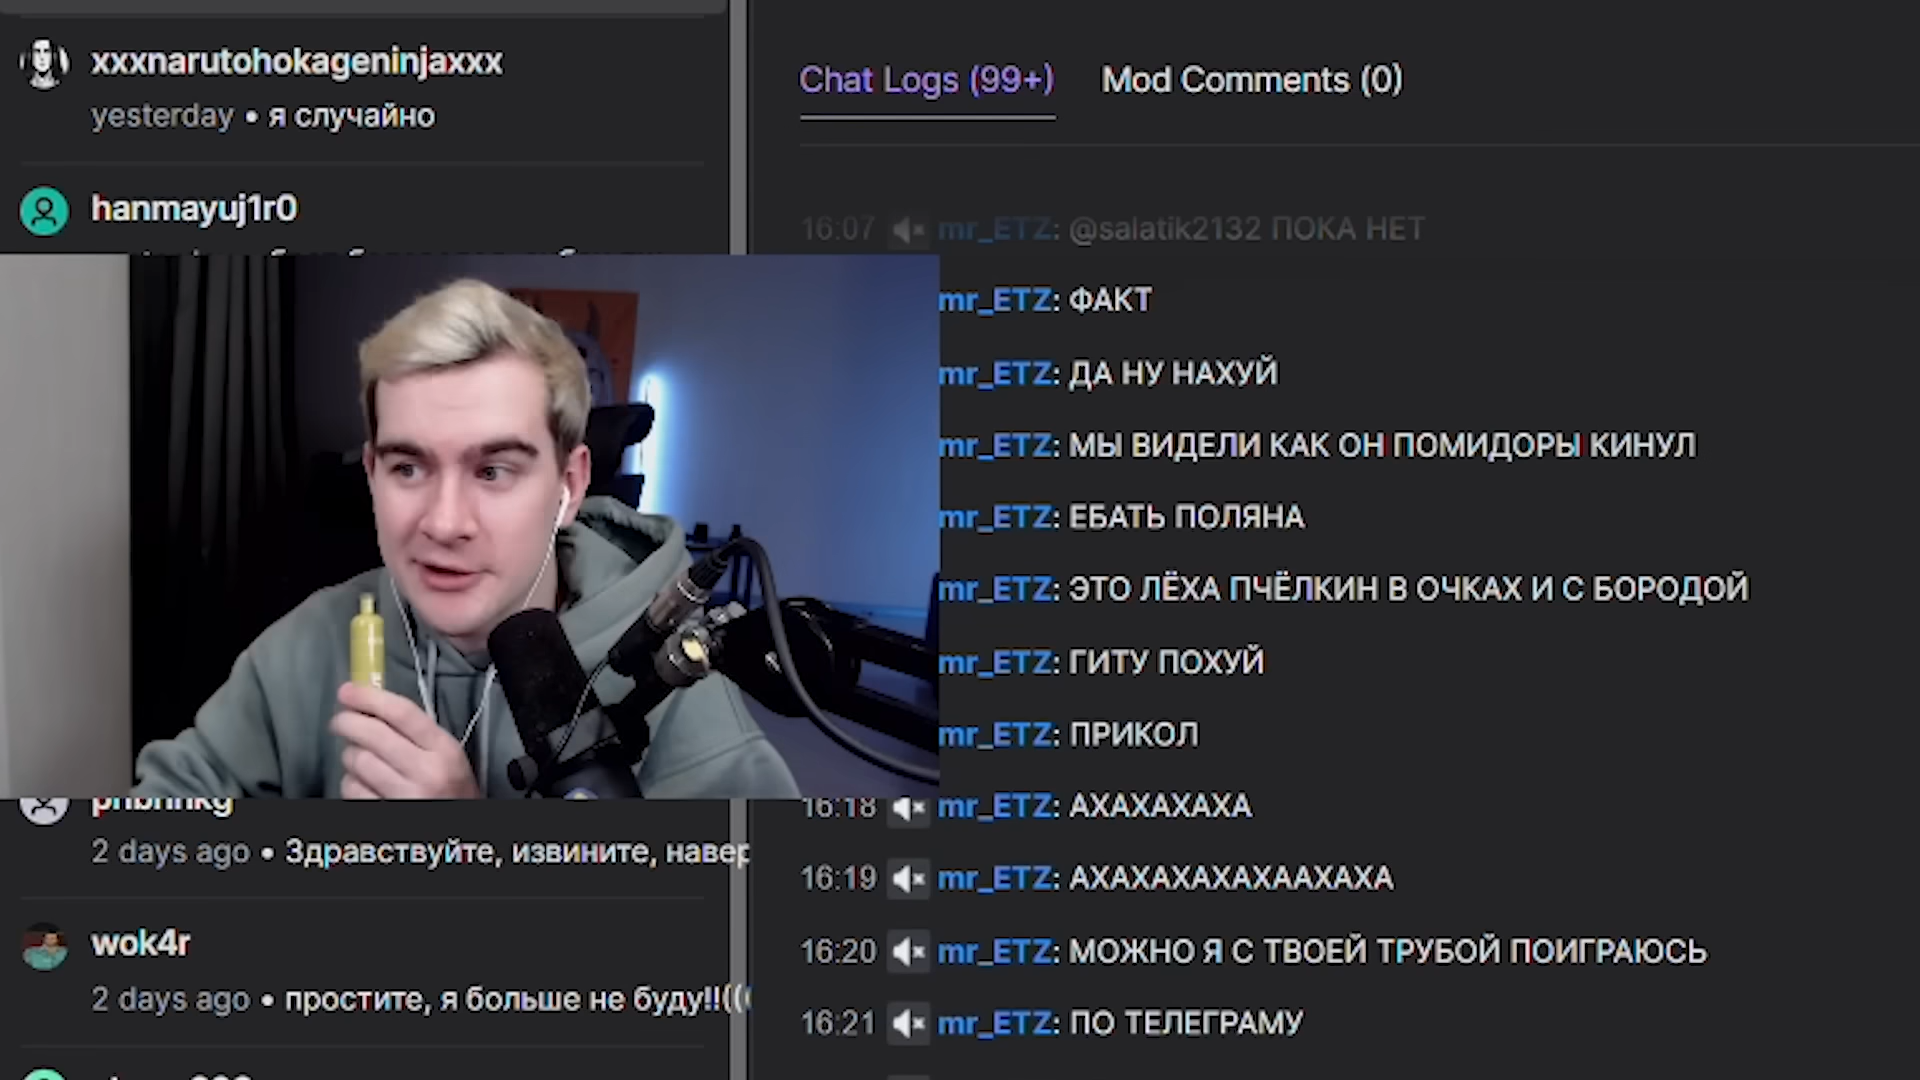 xxxnarutohokageninjaxxx
yesterday • я случайно
hanmayuj1r0
2 days ago • Здравствуйте, извините, навер
wok4r
2 days ago • простите, я больше не буду!!((
Chat Logs (99+) Mod Comments (0)
16:07 mr_ETZ: @salatik2132 ПОКА НЕТ
mr_ETZ: ФАКТ
mr_ETZ: ДА НУ НАХУЙ
mr_ETZ: МЫ ВИДЕЛИ КАК ОН ПОМИДОРЫ КИНУЛ
mr_ETZ: ЕБАТЬ ПОЛЯНА
mr_ETZ: ЭТО ЛЁХА ПЧЁЛКИН В ОЧКАХ И С БОРОДОЙ
mr_ETZ: ГИТУ ПОХУЙ
mr_ETZ: ПРИКОЛ
16:18 mr_ETZ: АХАХАХАХА
16:19 mr_ETZ: АХАХАХАХАХААХАХА
16:20 mr_ETZ: МОЖНО Я С ТВОЕЙ ТРУБОЙ ПОИГРАЮСЬ
16:21 mr_ETZ: ПО ТЕЛЕГРАМУ